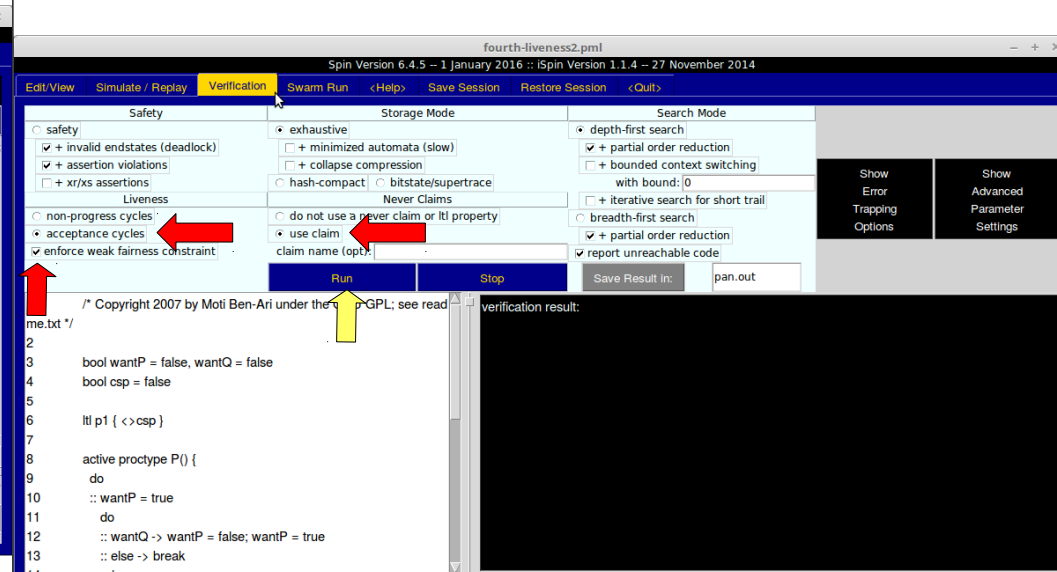 fourth-liveness2.pml
Spin Version 6.4.5 -- 1 January 2016 :: iSpin Version 1.1.4 -- 27 November 2014
Edit/View Simulate / Replay Verification Swarm Run <Help> Save Session Restore Session <Quit>
Safety
safety
+ invalid endstates (deadlock)
+ assertion violations
+ xr/xs assertions
Liveness
non-progress cycles
acceptance cycles
enforce weak fairness constraint
Storage Mode
exhaustive
+ minimized automata (slow)
+ collapse compression
hash-compact bitstate/supertrace
Never Claims
do not use a never claim or ltl property
use claim
claim name (opt):
Run Stop
Search Mode
depth-first search
+ partial order reduction
+ bounded context switching
with bound: 0
+ iterative search for short trail
breadth-first search
+ partial order reduction
report unreachable code
Save Result in: pan.out
Show
Error
Trapping
Options
Show
Advanced
Parameter
Settings
/* Copyright 2007 by Moti Ben-Ari under the GPL; see read
me.txt */
2
3 bool wantP = false, wantQ = false
4 bool csp = false
5
6 ltl p1 { <>csp }
7
8 active proctype P() {
9 do
10 :: wantP = true
11 do
12 :: wantQ -> wantP = false; wantP = true
13 :: else -> break
verification result: